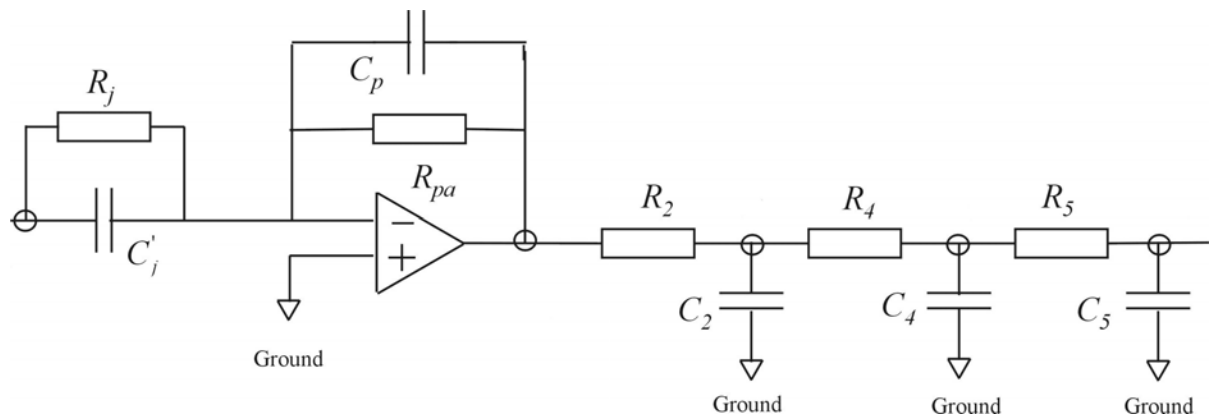 C_p
R_j
R_pa
C'_j
−
+
R_2
R_4
R_5
C_2
C_4
C_5
Ground
Ground
Ground
Ground